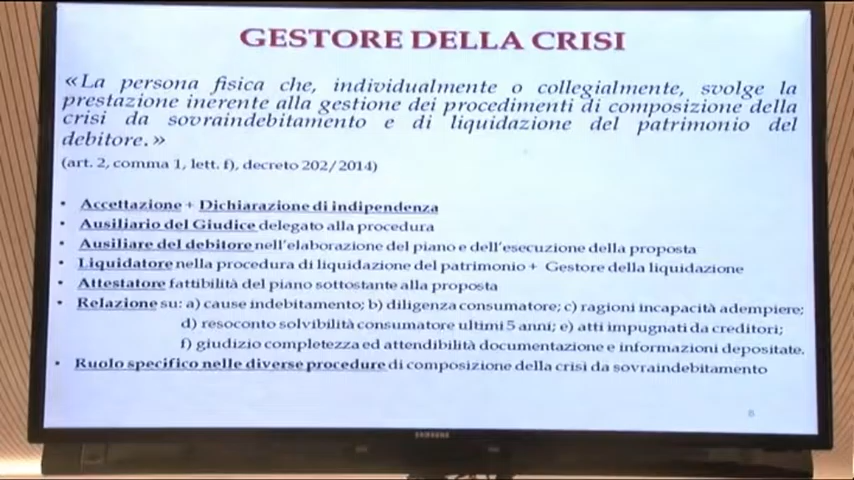 GESTORE DELLA CRISI
«La persona fisica che, individualmente o collegialmente, svolge la
prestazione inerente alla gestione dei procedimenti di composizione della
crisi da sovraindebitamento e di liquidazione del patrimonio del
debitore.»
(art. 2, comma 1, lett. f), decreto 202/2014)
• Accettazione + Dichiarazione di indipendenza
• Ausiliario del Giudice delegato alla procedura
• Ausiliare del debitore nell'elaborazione del piano e dell'esecuzione della proposta
• Liquidatore nella procedura di liquidazione del patrimonio + Gestore della liquidazione
• Attestatore fattibilità del piano sottostante alla proposta
• Relazione su: a) cause indebitamento; b) diligenza consumatore; c) ragioni incapacità adempiere;
d) resoconto solvibilità consumatore ultimi 5 anni; e) atti impugnati da creditori;
f) giudizio completezza ed attendibilità documentazione e informazioni depositate.
• Ruolo specifico nelle diverse procedure di composizione della crisi da sovraindebitamento
8
SAMSUNG